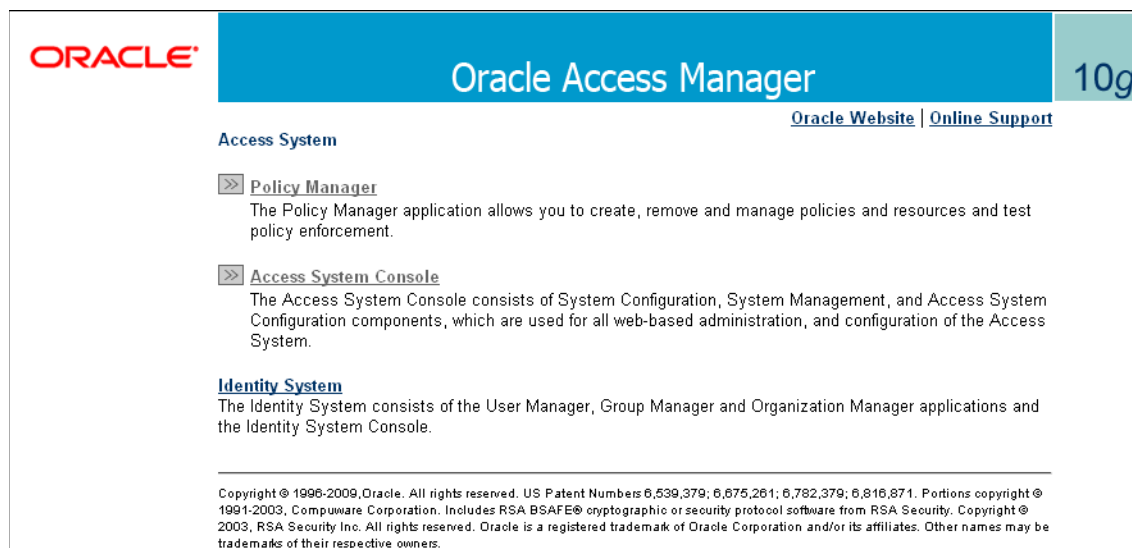 ORACLE®
Oracle Access Manager
10g
Oracle Website | Online Support
Access System
Policy Manager
The Policy Manager application allows you to create, remove and manage policies and resources and test
policy enforcement.
Access System Console
The Access System Console consists of System Configuration, System Management, and Access System
Configuration components, which are used for all web-based administration, and configuration of the Access
System.
Identity System
The Identity System consists of the User Manager, Group Manager and Organization Manager applications and
the Identity System Console.
Copyright © 1996-2009,Oracle. All rights reserved. US Patent Numbers 6,539,379; 6,675,261; 6,782,379; 6,816,871. Portions copyright ©
1991-2003, Compuware Corporation. Includes RSA BSAFE® cryptographic or security protocol software from RSA Security. Copyright ©
2003, RSA Security Inc. All rights reserved. Oracle is a registered trademark of Oracle Corporation and/or its affiliates. Other names may be
trademarks of their respective owners.